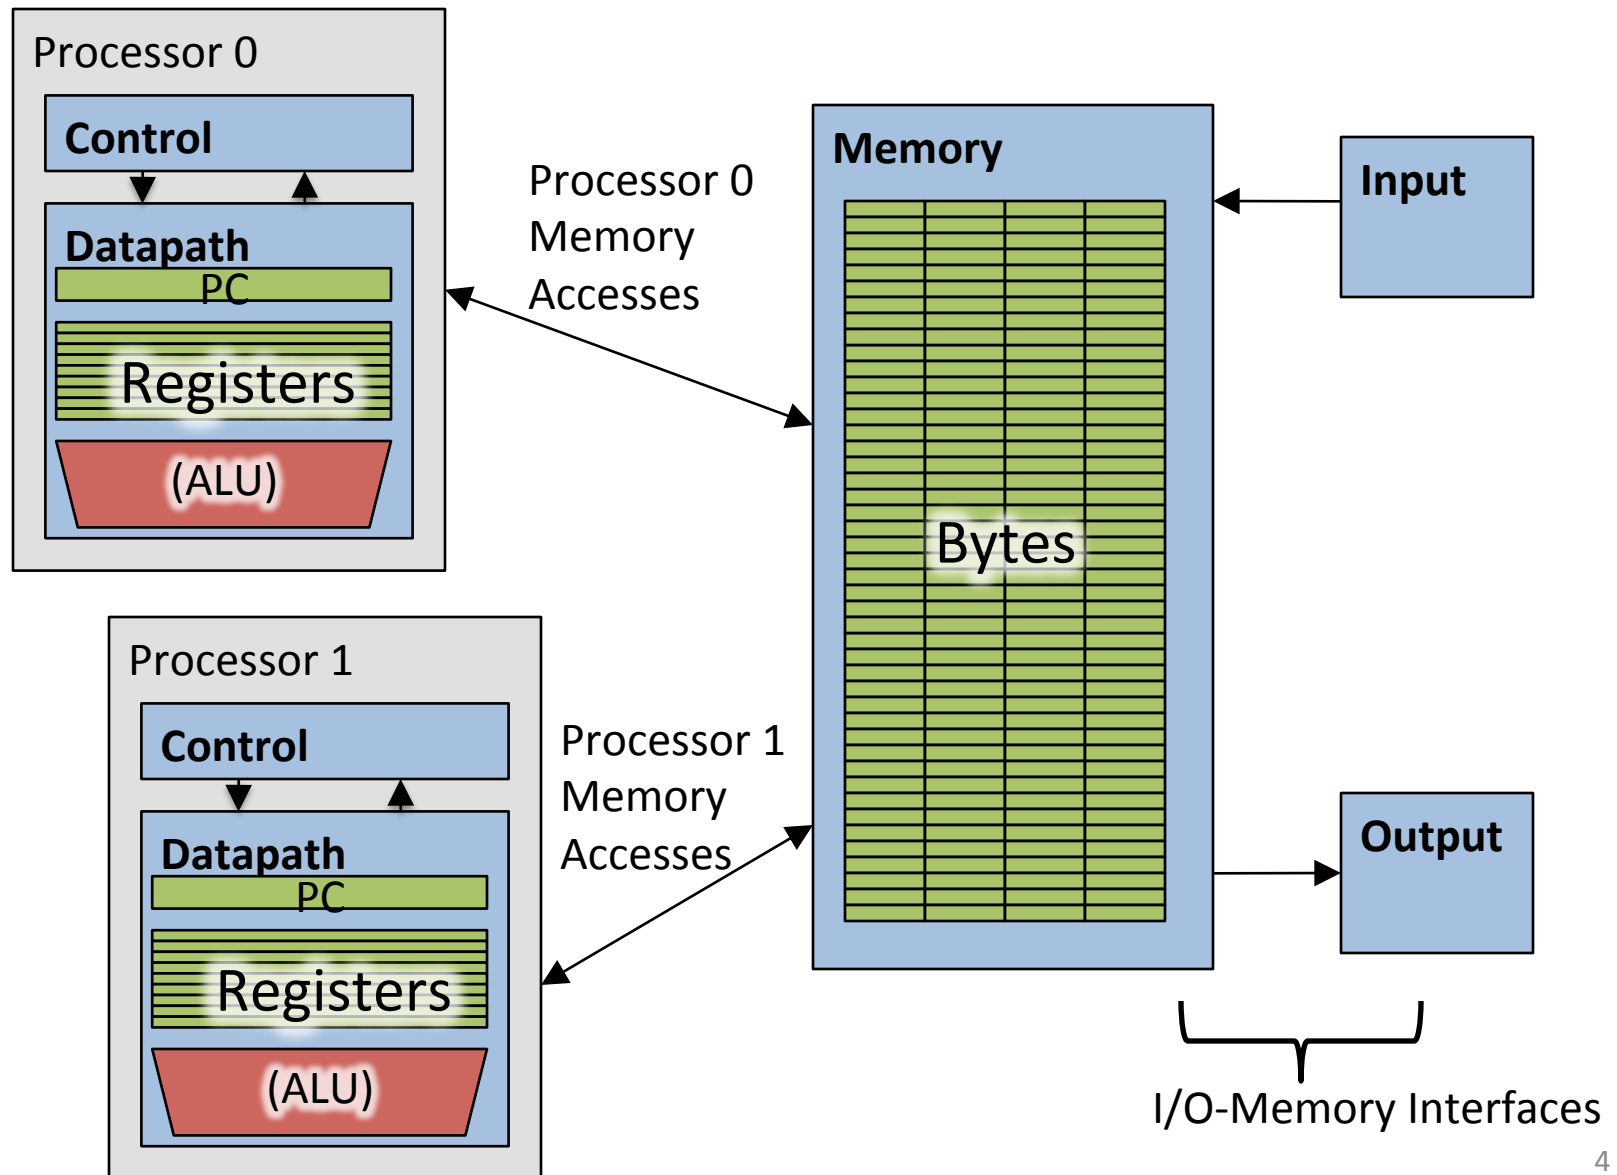 Processor 0
Control
Datapath
PC
Registers
(ALU)
Processor 0
Memory
Accesses
Processor 1
Control
Datapath
PC
Registers
(ALU)
Processor 1
Memory
Accesses
Memory
Bytes
Input
Output
I/O-Memory Interfaces
4